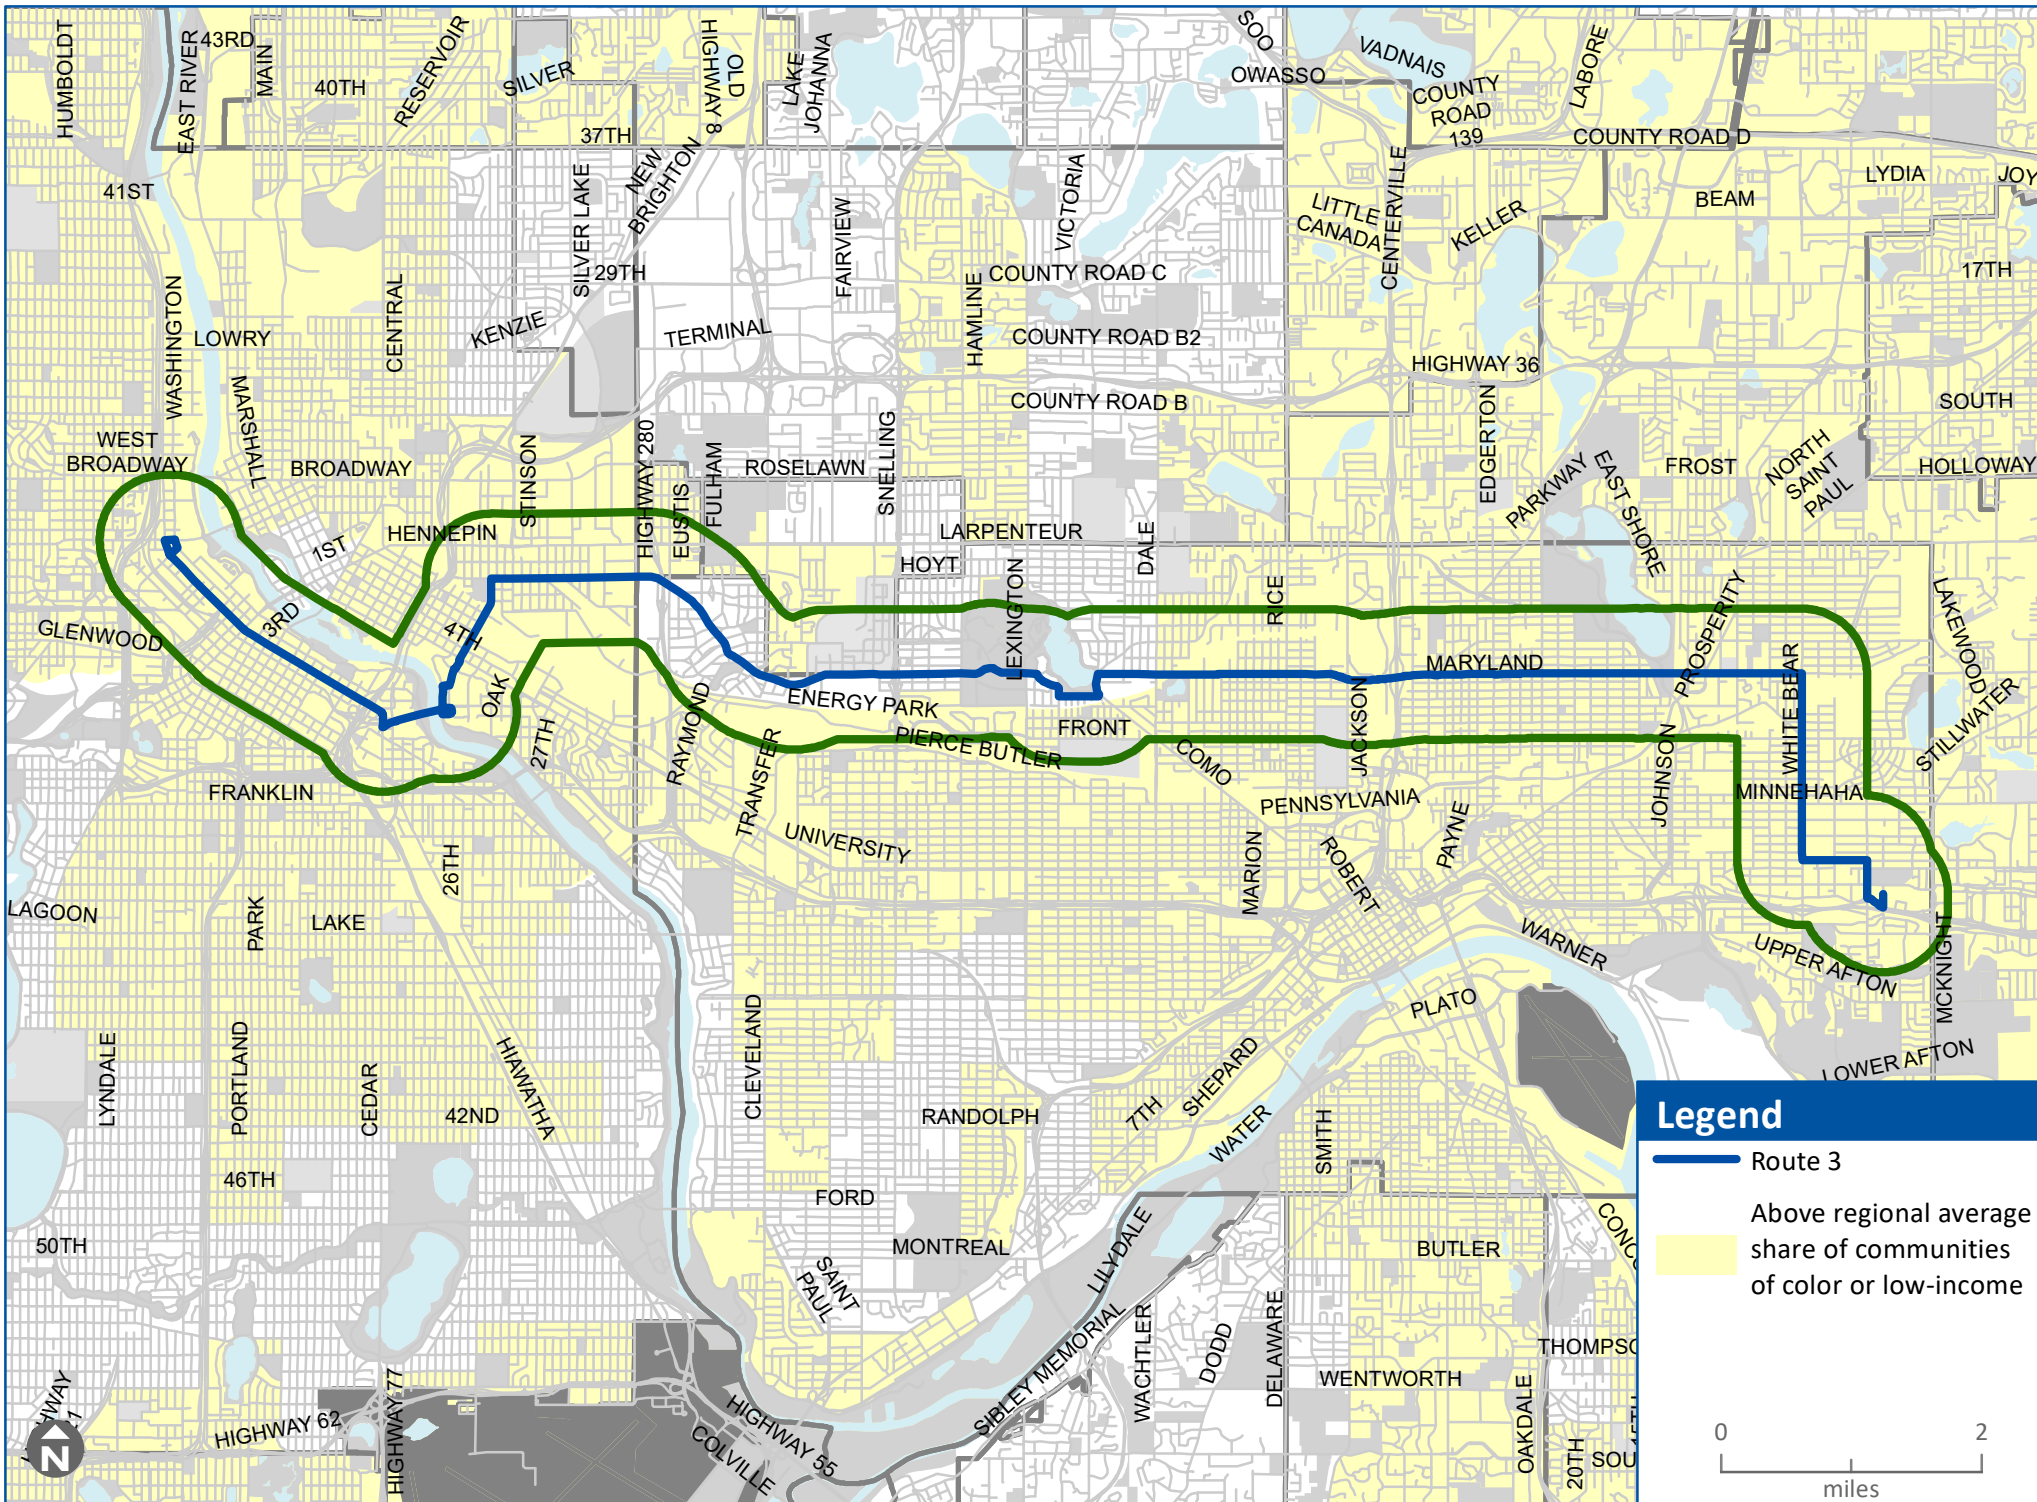 HUMBOLDT
EAST RIVER
43RD
MAIN
40TH
RESERVOIR
SILVER
37TH
HIGHWAY 8
OLD
LAKE
JOHANNA
SOO
OWASSO
VADNAIS
COUNTY
ROAD
139
LABORE
COUNTY ROAD D
41ST
SILVER LAKE
NEW
BRIGHTON
FAIRVIEW
VICTORIA
LITTLE
CANADA
CENTERVILLE
KELLER
BEAM
LYDIA
JOY
WASHINGTON
LOWRY
CENTRAL
KENZIE
29TH
TERMINAL
HAMLINE
COUNTY ROAD C
COUNTY ROAD B2
HIGHWAY 36
17TH
MARSHALL
COUNTY ROAD B
EDGERTON
SOUTH
WEST
BROADWAY
BROADWAY
STINSON
HIGHWAY 280
EUSTIS
FULHAM
ROSELAWN
SNELLING
PARKWAY
EAST SHORE
FROST
NORTH
SAINT
PAUL
HOLLOWAY
1ST
HENNEPIN
LARPENTEUR
HOYT
DALE
LEXINGTON
RICE
PROSPERITY
LAKEWOOD
GLENWOOD
3RD
4TH
OAK
27TH
RAYMOND
ENERGY PARK
FRONT
MARYLAND
JACKSON
WHITE BEAR
STILLWATER
FRANKLIN
TRANSFER
PIERCE BUTLER
COMO
PENNSYLVANIA
JOHNSON
MINNEHAHA
26TH
UNIVERSITY
MARION
ROBERT
PAYNE
LAGOON
PARK
LAKE
WARNER
UPPER AFTON
MCKNIGHT
LYNDALE
PORTLAND
CEDAR
HIAWATHA
42ND
CLEVELAND
RANDOLPH
7TH
SHEPARD
WATER
PLATO
SMITH
LOWER AFTON
46TH
50TH
FORD
MONTREAL
SAINT
PAUL
LILYDALE
BUTLER
CONC
HIGHWAY 62
HIGHWAY 77
HIGHWAY 55
COLVILLE
SIBLEY MEMORIAL
WACHTLER
DODD
DELAWARE
WENTWORTH
OAKDALE
20TH
THOMPSO
SOU
HWAY
N
Legend
Route 3
Above regional average
share of communities
of color or low-income
0 2
miles